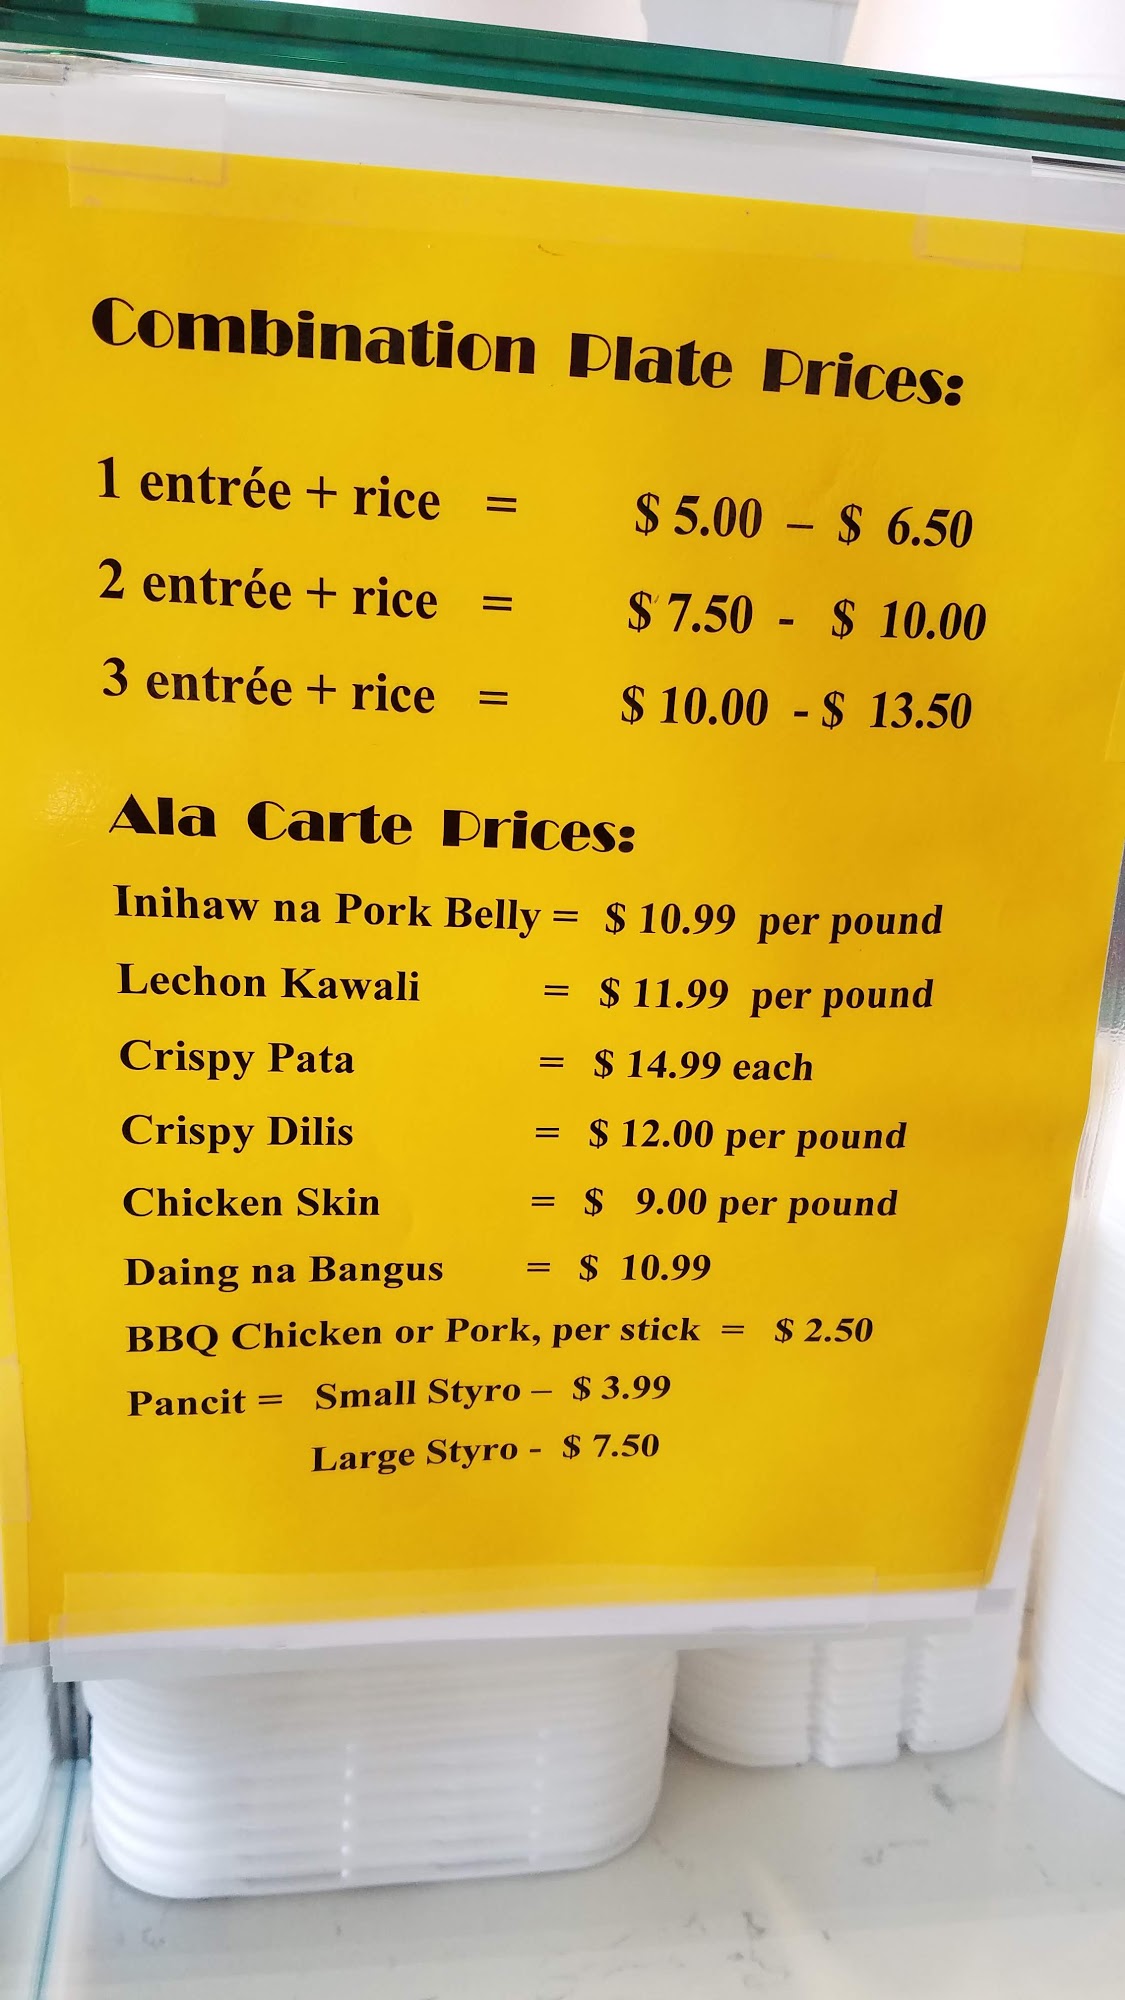 Combination Plate Prices:
1 entrée + rice = $ 5.00 – $ 6.50
2 entrée + rice = $ 7.50 - $ 10.00
3 entrée + rice = $ 10.00 - $ 13.50
Ala Carte Prices:
Inihaw na Pork Belly = $ 10.99 per pound
Lechon Kawali = $ 11.99 per pound
Crispy Pata = $ 14.99 each
Crispy Dilis = $ 12.00 per pound
Chicken Skin = $ 9.00 per pound
Daing na Bangus = $ 10.99
BBQ Chicken or Pork, per stick = $ 2.50
Pancit = Small Styro – $ 3.99
Large Styro - $ 7.50